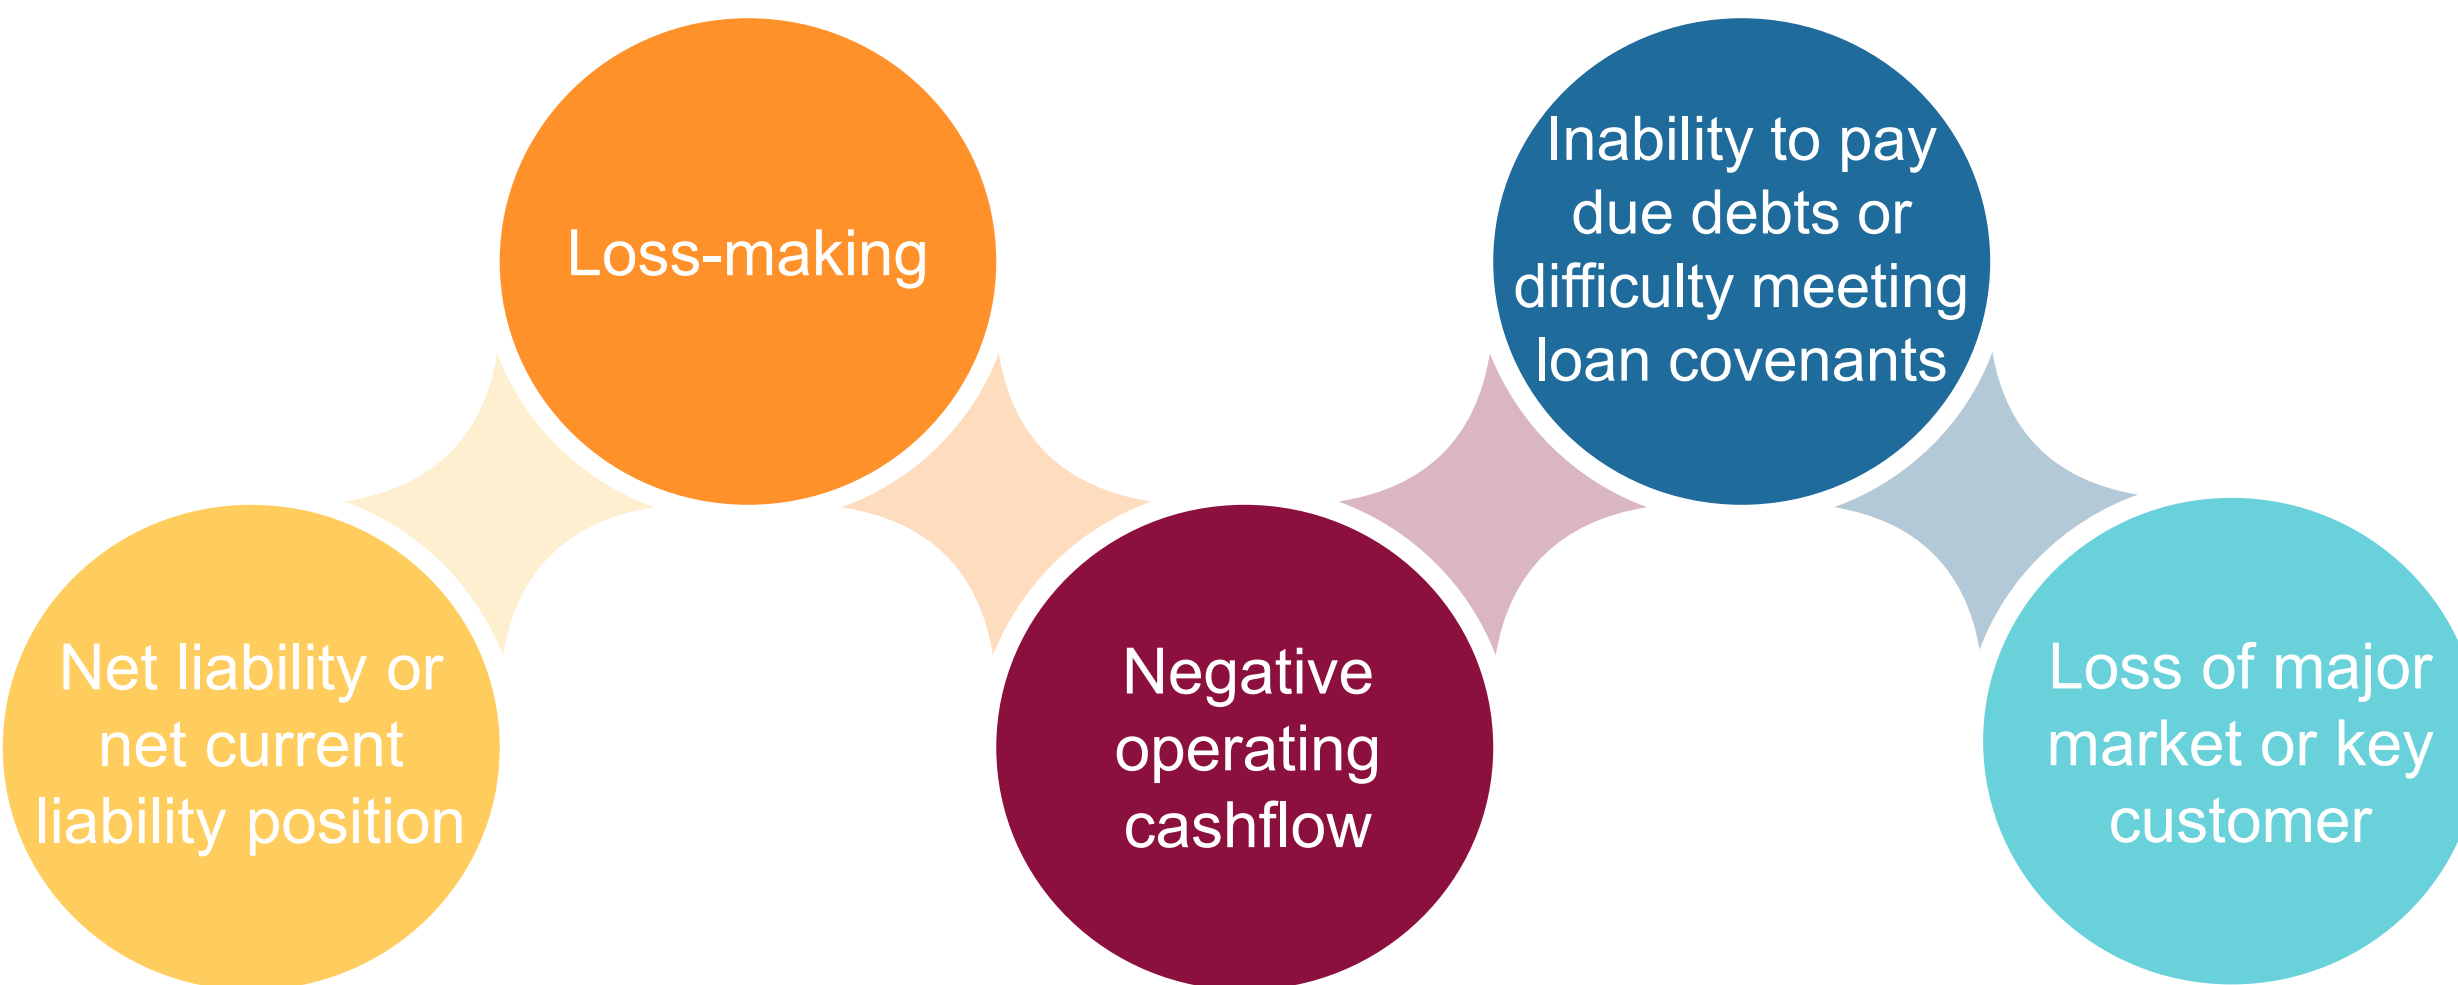 Net liability or
net current
liability position
Loss-making
Negative
operating
cashflow
Inability to pay
due debts or
difficulty meeting
loan covenants
Loss of major
market or key
customer